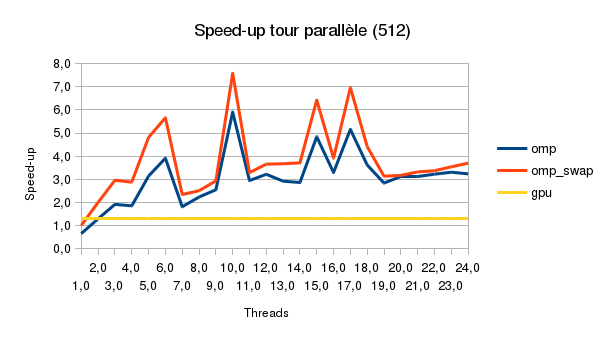 Speed-up tour parallèle (512)
8,0
7,0
6,0
5,0
4,0
3,0
2,0
1,0
0,0
Speed-up
2,0 4,0 6,0 8,0 10,0 12,0 14,0 16,0 18,0 20,0 22,0 24,0
1,0 3,0 5,0 7,0 9,0 11,0 13,0 15,0 17,0 19,0 21,0 23,0
Threads
omp
omp_swap
gpu